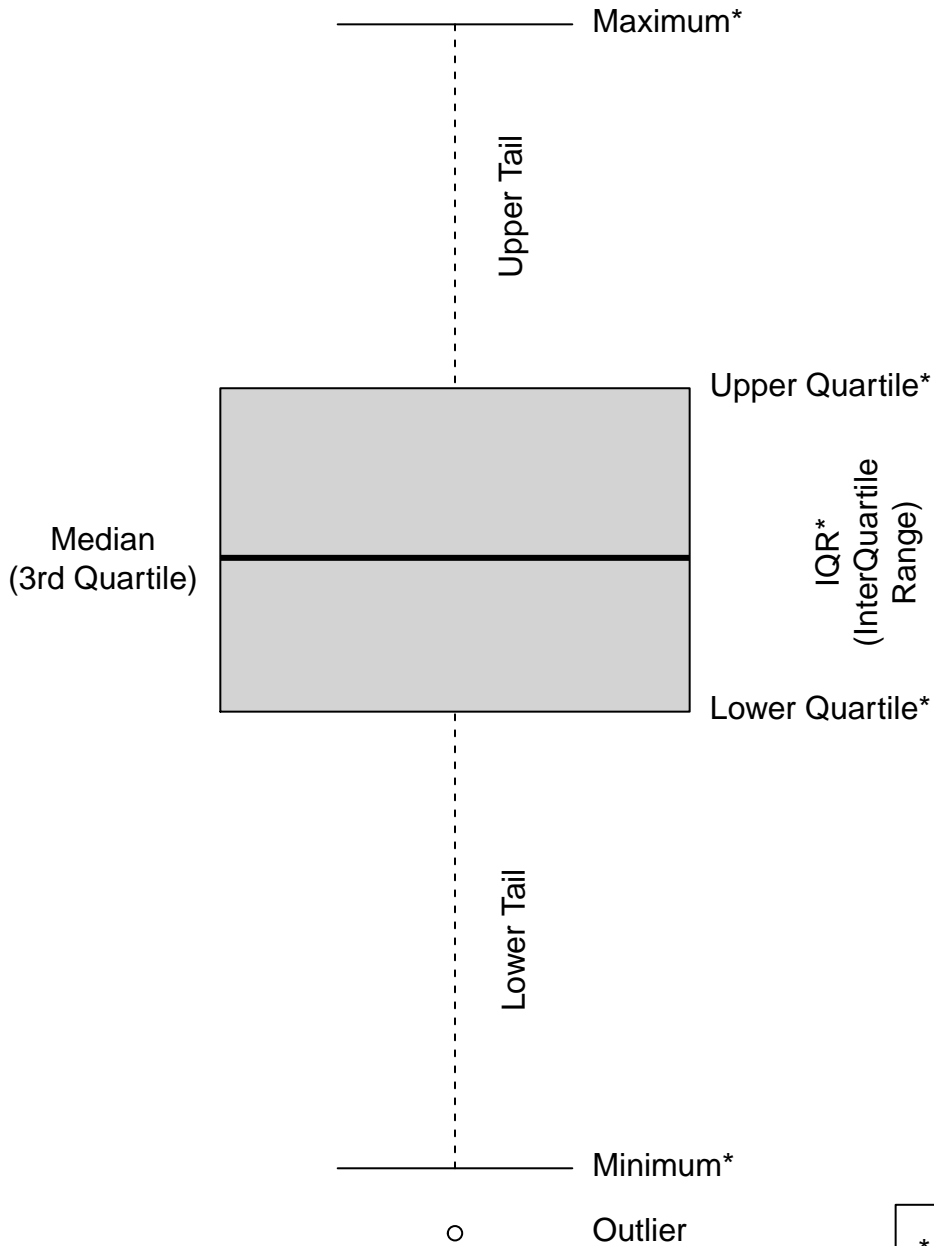 Maximum*
Upper Tail
Upper Quartile*
Median
(3rd Quartile)
IQR*
(InterQuartile
Range)
Lower Quartile*
Lower Tail
Minimum*
Outlier
*